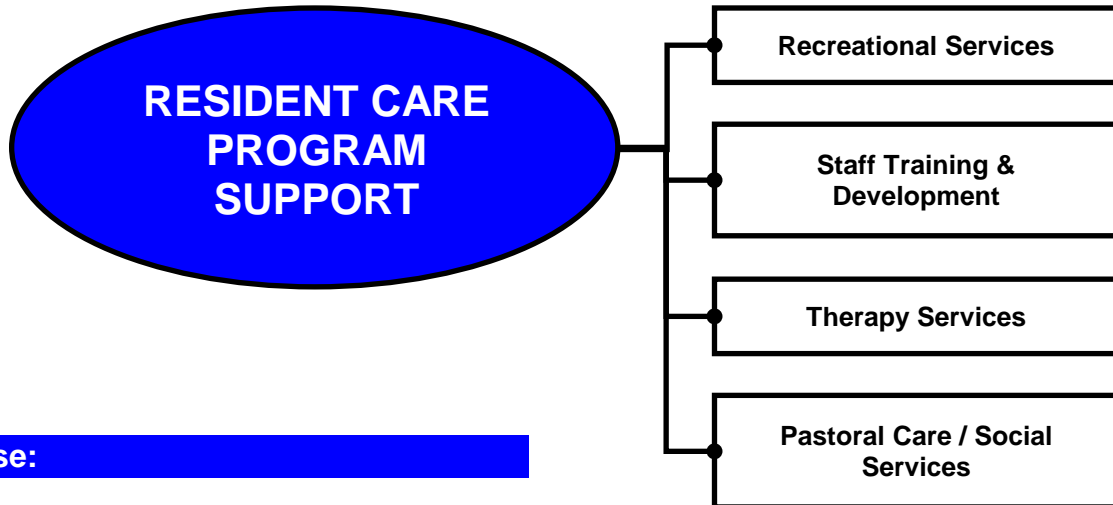 RESIDENT CARE
PROGRAM
SUPPORT
Recreational Services
Staff Training &
Development
Therapy Services
Pastoral Care / Social
Services
se: